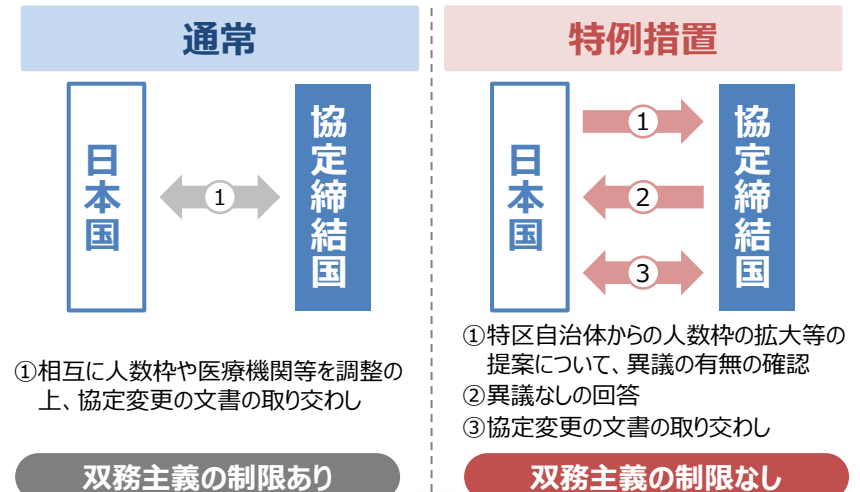 通常
日本国
協定締結国
1
①相互に人数枠や医療機関等を調整の
上、協定変更の文書の取り交わし
双務主義の制限あり
特例措置
日本国
協定締結国
1
2
3
①特区自治体からの人数枠の拡大等の
提案について、異議の有無の確認
②異議なしの回答
③協定変更の文書の取り交わし
双務主義の制限なし